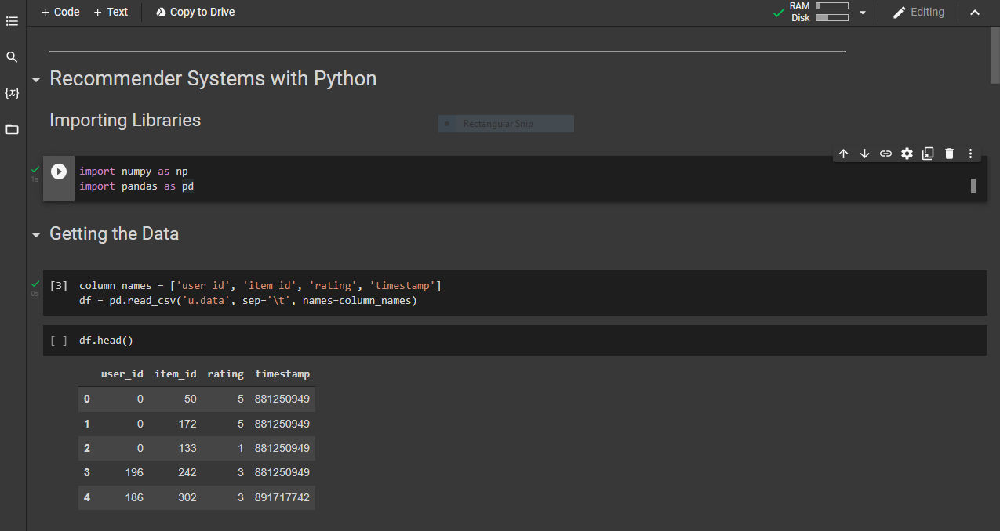 + Code + Text Copy to Drive RAM Disk Editing
Recommender Systems with Python
Importing Libraries
Rectangular Snip
{x}
1s
import numpy as np
import pandas as pd
Getting the Data
0s
[3] column_names = ['user_id', 'item_id', 'rating', 'timestamp']
df = pd.read_csv('u.data', sep='\t', names=column_names)
[ ] df.head()
user_id item_id rating timestamp
0 0 50 5 881250949
1 0 172 5 881250949
2 0 133 1 881250949
3 196 242 3 881250949
4 186 302 3 891717742